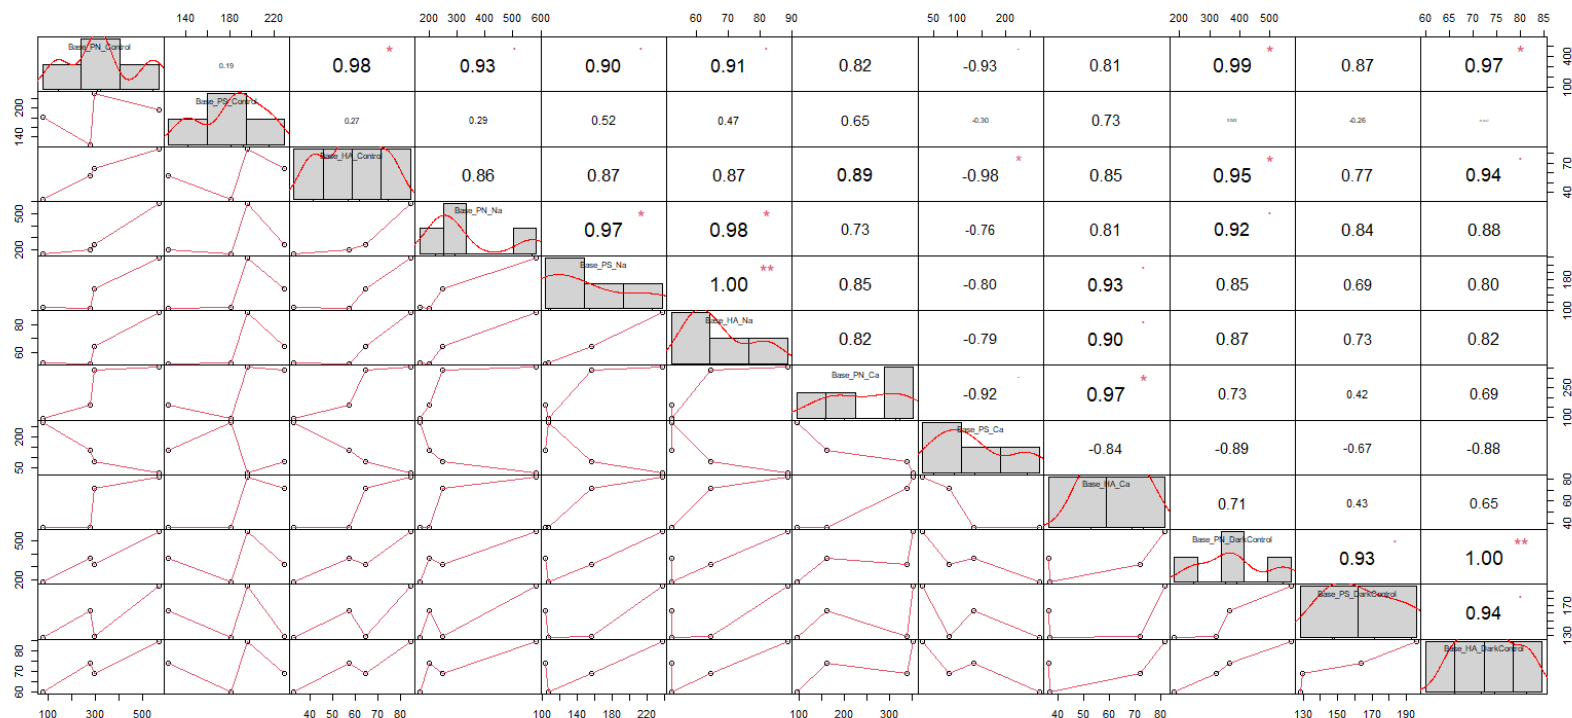 140 180 220 200 300 400 500 600 60 70 80 90 50 100 200 200 300 400 500 60 65 70 75 80 85
Base_PN_Control 0.19 0.98 * 0.93 . 0.90 . 0.91 . 0.82 -0.93 . 0.81 0.99 * 0.87 0.97 * 100 400
140 200 Base_PS_Control 0.27 0.29 0.52 0.47 0.65 -0.30 0.73 -0.26
Base_HA_Control 0.86 0.87 0.87 0.89 -0.98 * 0.85 0.95 * 0.77 0.94 . 40 70
200 500 Base_PN_Na 0.97 * 0.98 * 0.73 -0.76 0.81 0.92 . 0.84 0.88
Base_PS_Na 1.00 ** 0.85 -0.80 0.93 . 0.85 0.69 0.80 100 180
60 80 Base_HA_Na 0.82 -0.79 0.90 . 0.87 0.73 0.82
Base_PN_Ca -0.92 . 0.97 * 0.73 0.42 0.69 100 250
50 200 Base_PS_Ca -0.84 -0.89 -0.67 -0.88
Base_HA_Ca 0.71 0.43 0.65 40 60 80
200 500 Base_PN_DarkControl 0.93 . 1.00 **
Base_PS_DarkControl 0.94 . 130 170
60 70 80 Base_HA_DarkControl
100 300 500 40 50 60 70 80 100 140 180 220 100 200 300 40 50 60 70 80 130 150 170 190